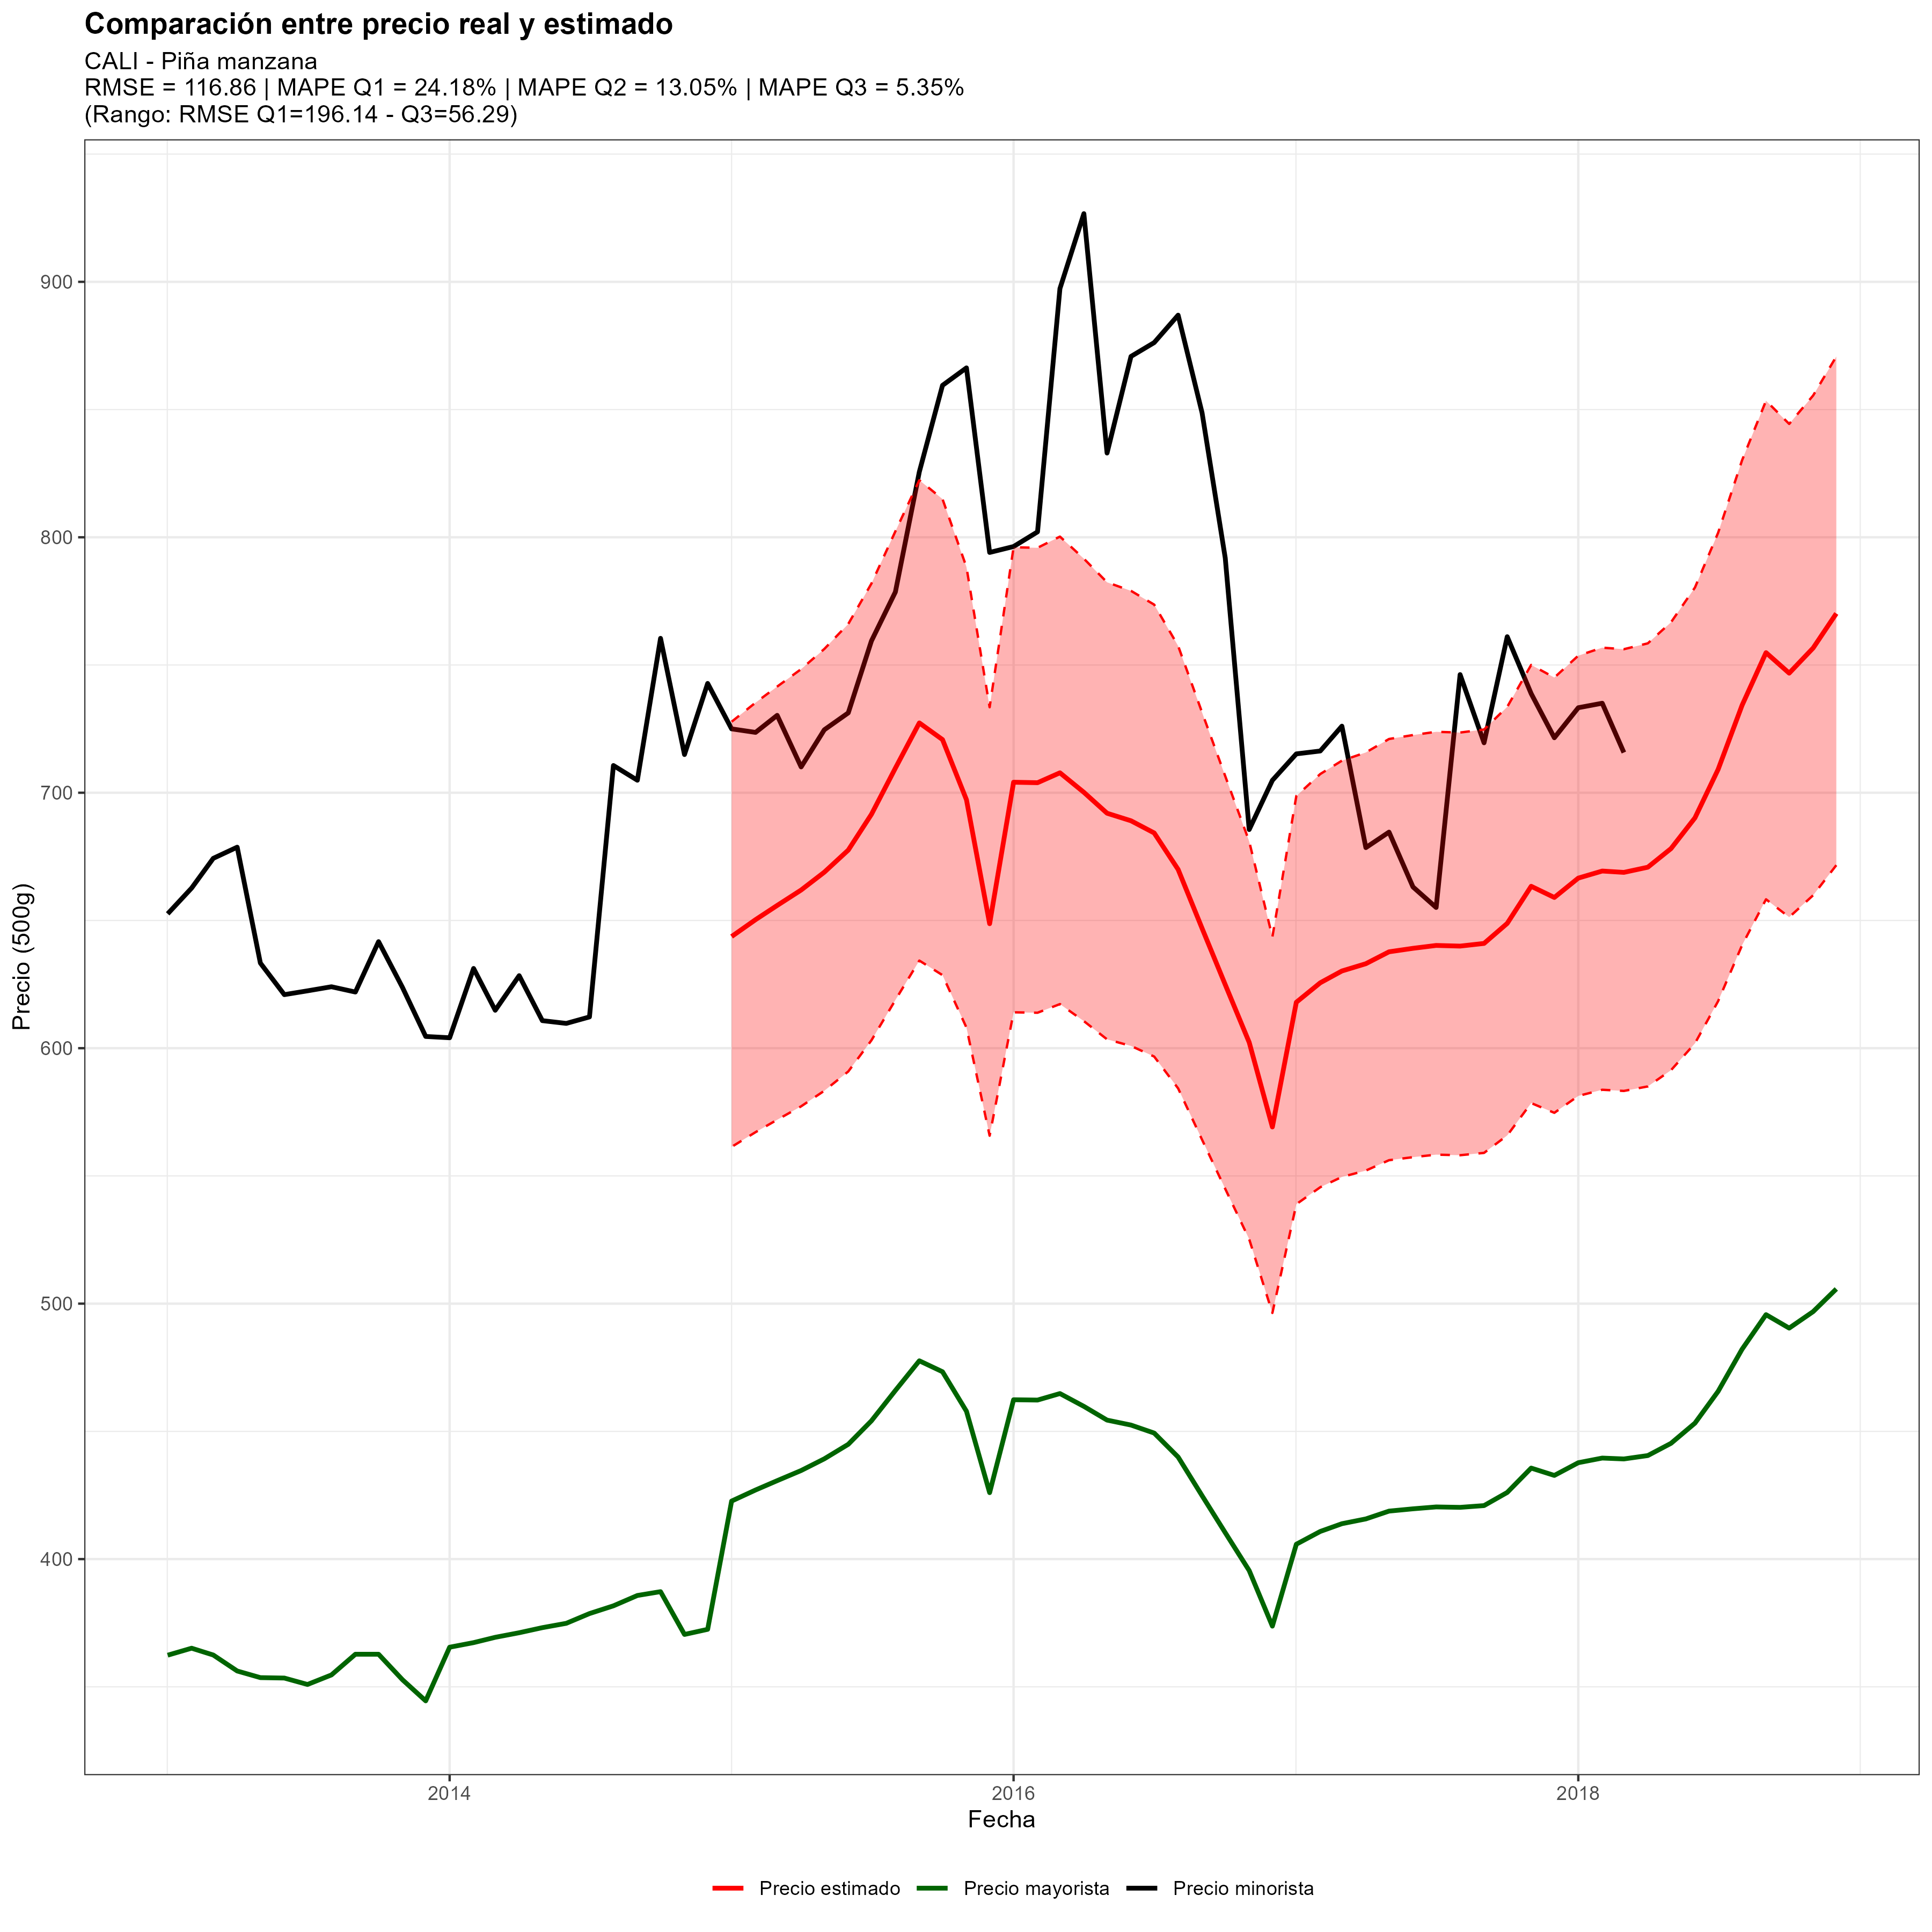 Comparación entre precio real y estimado
CALI - Piña manzana
RMSE = 116.86 | MAPE Q1 = 24.18% | MAPE Q2 = 13.05% | MAPE Q3 = 5.35%
(Rango: RMSE Q1=196.14 - Q3=56.29)
Precio (500g)
900
800
700
600
500
400
2014
2016
2018
Fecha
Precio estimado
Precio mayorista
Precio minorista